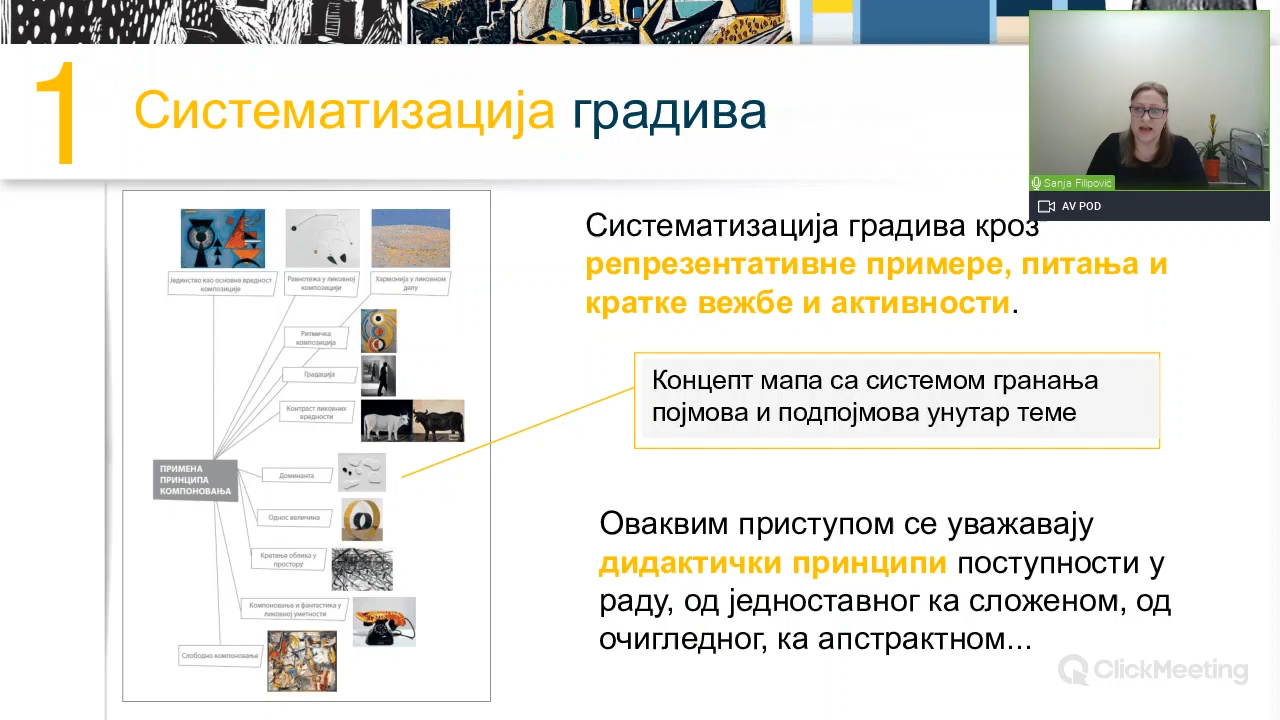 1
Систематизација градива
Sanja Filipović
AV POD
Систематизација градива кроз
репрезентативне примере, питања и
кратке вежбе и активности.
Концепт мапа са системом гранања
појмова и подпојмова унутар теме
Оваквим приступом се уважавају
дидактички принципи поступности у
раду, од једноставног ка сложеном, од
очигледног, ка апстрактном...
Јединство као основна вредност
композиције
Равнотежа у ликовној
композицији
Хармонија у ликовном
делу
Ритмичка
композиција
Градација
Контраст ликовних
вредности
ПРИМЕНА
ПРИНЦИПА
КОМПОНОВАЊА
Доминанта
Однос величина
Кретање облика у
простору
Компоновање и фантастика у
ликовној уметности
Слободно компоновање
ClickMeeting